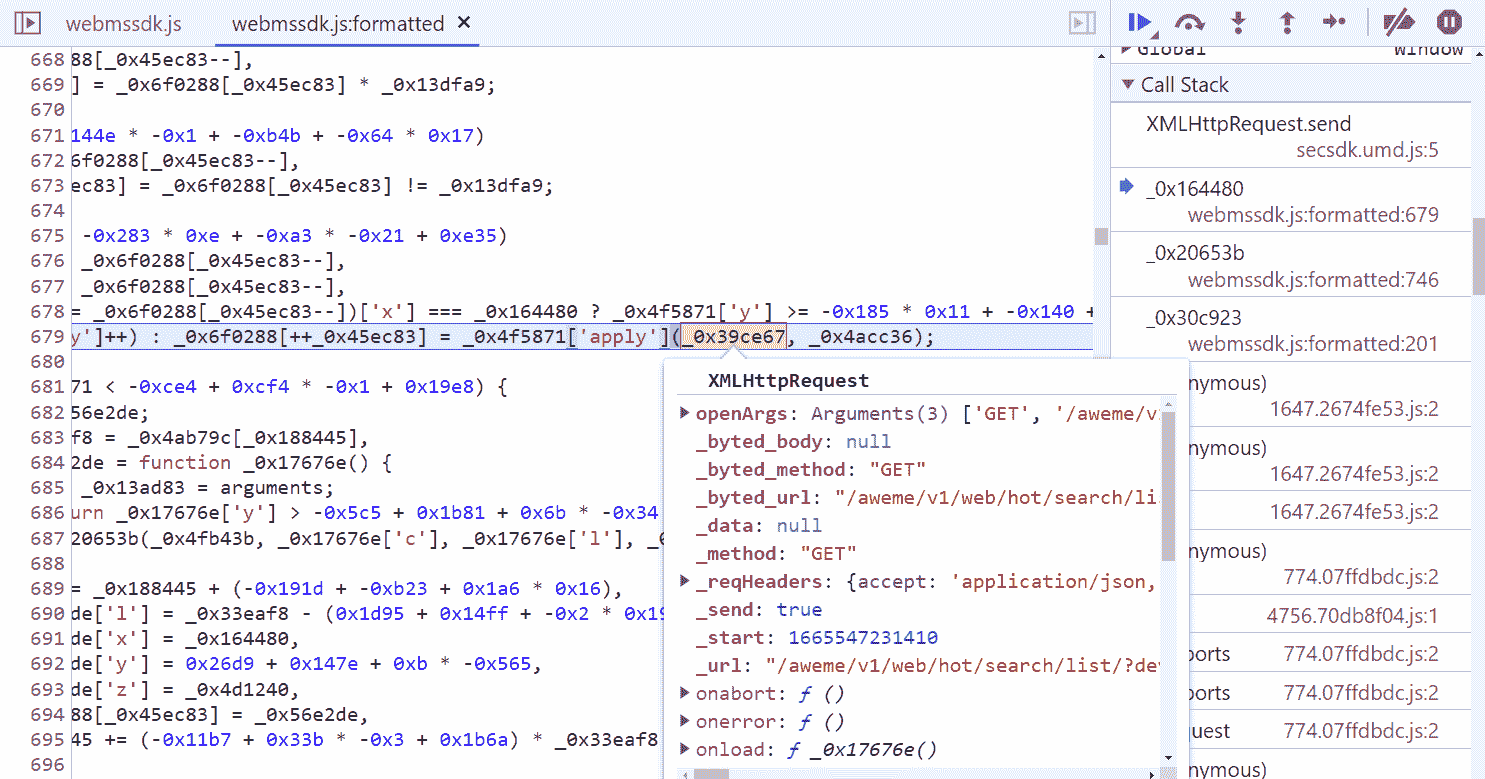 webmssdk.js webmssdk.js:formatted ×
668 88[_0x45ec83--],
669 ] = _0x6f0288[_0x45ec83] * _0x13dfa9;
670
671 144e * -0x1 + -0xb4b + -0x64 * 0x17)
672 6f0288[_0x45ec83--],
673 ec83] = _0x6f0288[_0x45ec83] != _0x13dfa9;
674
675 -0x283 * 0xe + -0xa3 * -0x21 + 0xe35)
676 _0x6f0288[_0x45ec83--],
677 _0x6f0288[_0x45ec83--],
678 = _0x6f0288[_0x45ec83--])['x'] === _0x164480 ? _0x4f5871['y'] >= -0x185 * 0x11 + -0x140 +
679 y']++) : _0x6f0288[++_0x45ec83] = _0x4f5871['apply'](_0x39ce67, _0x4acc36);
680
681 71 < -0xce4 + 0xcf4 * -0x1 + 0x19e8) {
682 56e2de;
683 f8 = _0x4ab79c[_0x188445],
684 2de = function _0x17676e() {
685 _0x13ad83 = arguments;
686 urn _0x17676e['y'] > -0x5c5 + 0x1b81 + 0x6b * -0x34
687 20653b(_0x4fb43b, _0x17676e['c'], _0x17676e['l'],
688
689 = _0x188445 + (-0x191d + -0xb23 + 0x1a6 * 0x16),
690 de['l'] = _0x33eaf8 - (0x1d95 + 0x14ff + -0x2 * 0x19
691 de['x'] = _0x164480,
692 de['y'] = 0x26d9 + 0x147e + 0xb * -0x565,
693 de['z'] = _0x4d1240,
694 88[_0x45ec83] = _0x56e2de,
695 45 += (-0x11b7 + 0x33b * -0x3 + 0x1b6a) * _0x33eaf8
696
XMLHttpRequest
openArgs: Arguments(3) ['GET', '/aweme/v1
_byted_body: null
_byted_method: "GET"
_byted_url: "/aweme/v1/web/hot/search/lis
_data: null
_method: "GET"
_reqHeaders: {accept: 'application/json,
_send: true
_start: 1665547231410
_url: "/aweme/v1/web/hot/search/list/?dev
onabort: ƒ ()
onerror: ƒ ()
onload: ƒ _0x17676e()
Global Window
Call Stack
XMLHttpRequest.send
secsdk.umd.js:5
_0x164480
webmssdk.js:formatted:679
_0x20653b
webmssdk.js:formatted:746
_0x30c923
webmssdk.js:formatted:201
nymous)
1647.2674fe53.js:2
nymous)
1647.2674fe53.js:2
1647.2674fe53.js:2
nymous)
774.07ffdbdc.js:2
4756.70db8f04.js:1
ports 774.07ffdbdc.js:2
ports 774.07ffdbdc.js:2
uest 774.07ffdbdc.js:2
nymous)